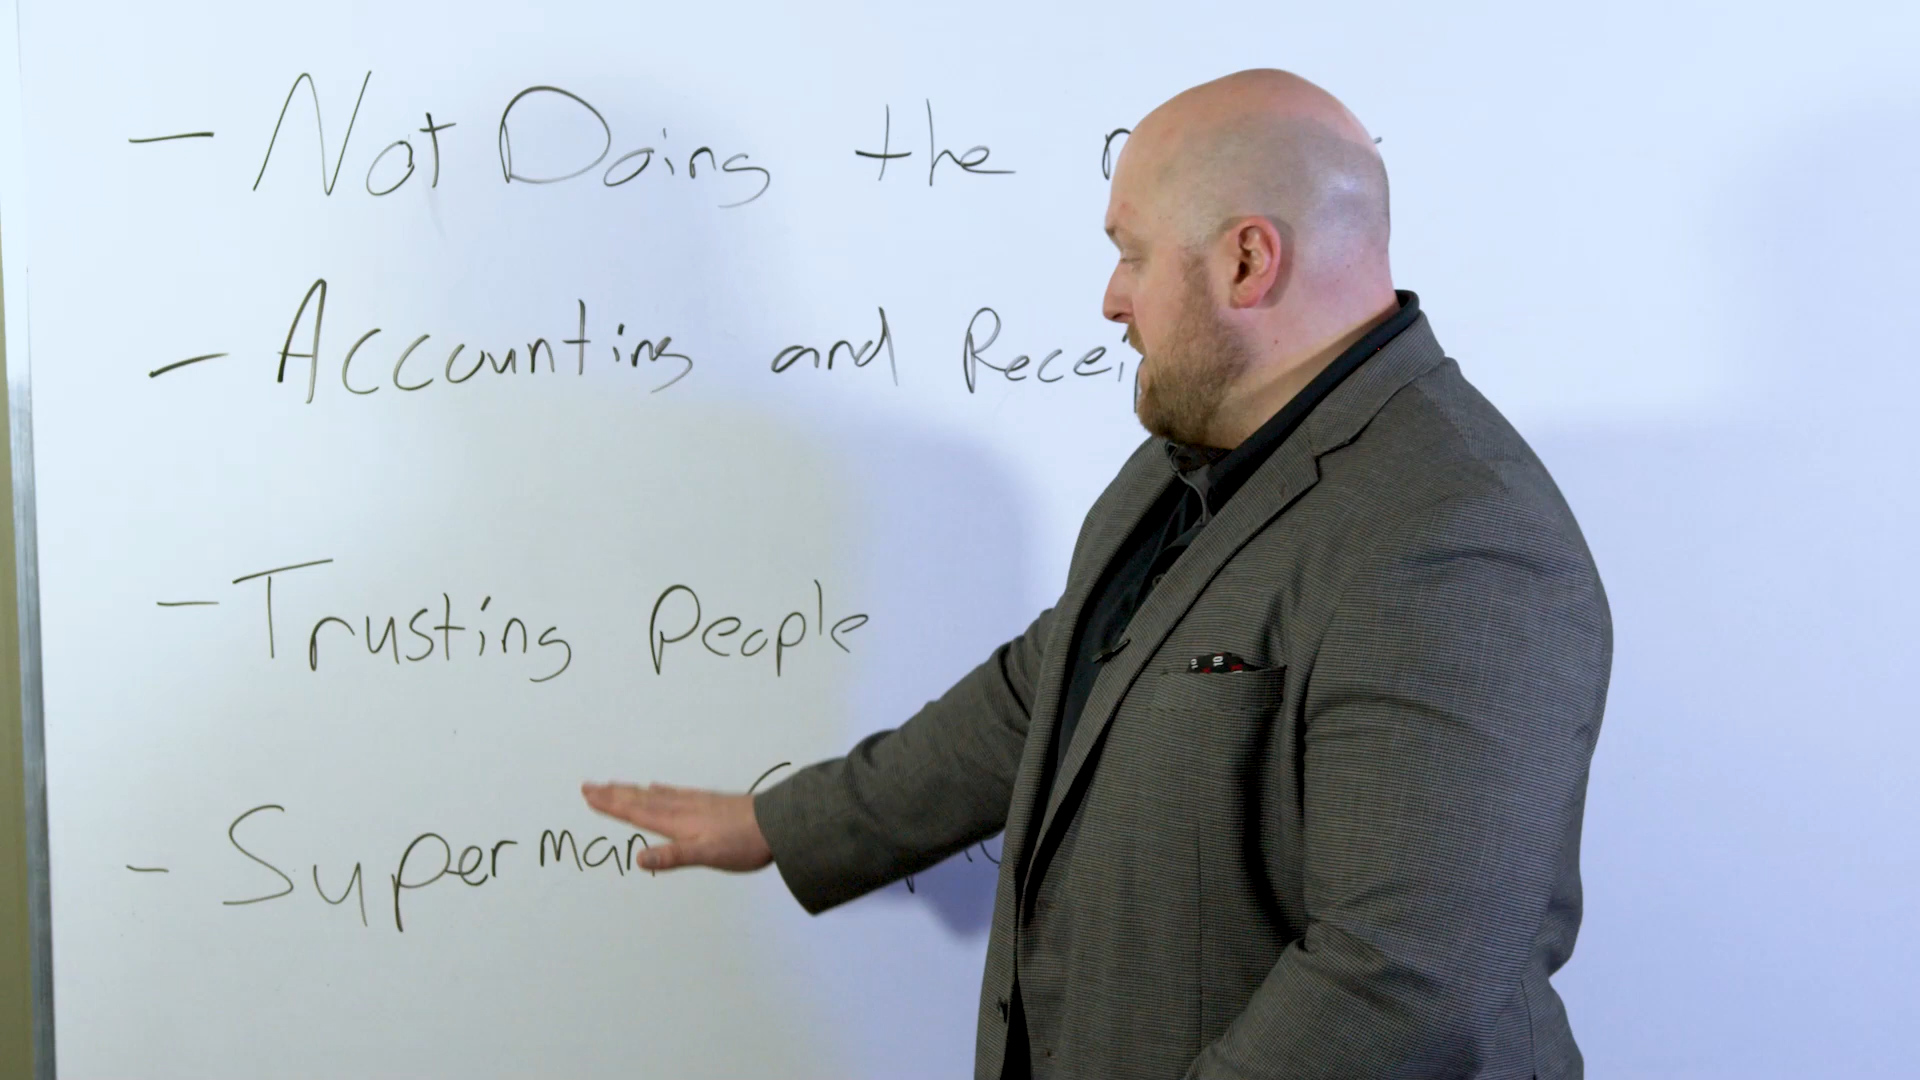 - Not Doing the
- Accounting and
- Trusting People
- Superman